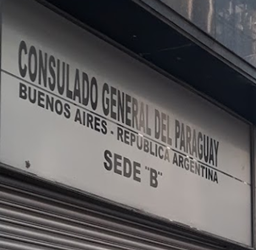 CONSULADO GENERAL DEL PARAGUAY
BUENOS AIRES - REPÚBLICA ARGENTINA
SEDE "B"